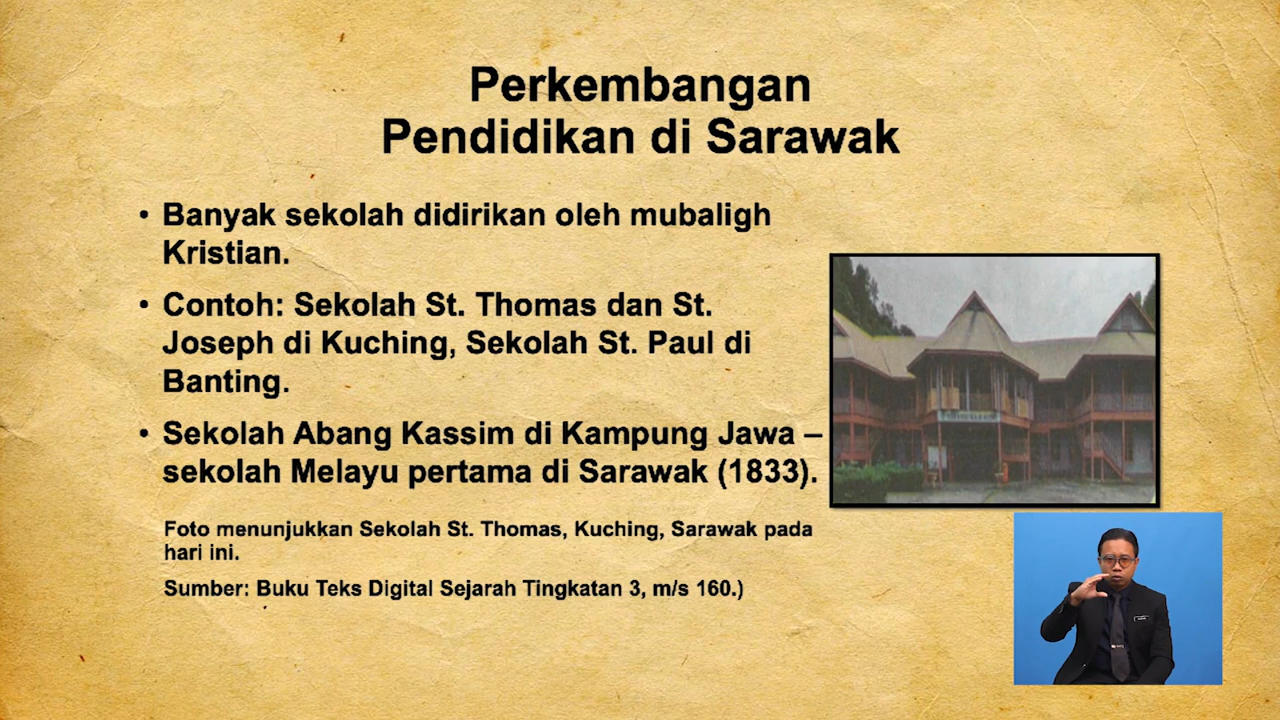 Perkembangan
Pendidikan di Sarawak
• Banyak sekolah didirikan oleh mubaligh
Kristian.
• Contoh: Sekolah St. Thomas dan St.
Joseph di Kuching, Sekolah St. Paul di
Banting.
• Sekolah Abang Kassim di Kampung Jawa –
sekolah Melayu pertama di Sarawak (1833).
Foto menunjukkan Sekolah St. Thomas, Kuching, Sarawak pada
hari ini.
Sumber: Buku Teks Digital Sejarah Tingkatan 3, m/s 160.)